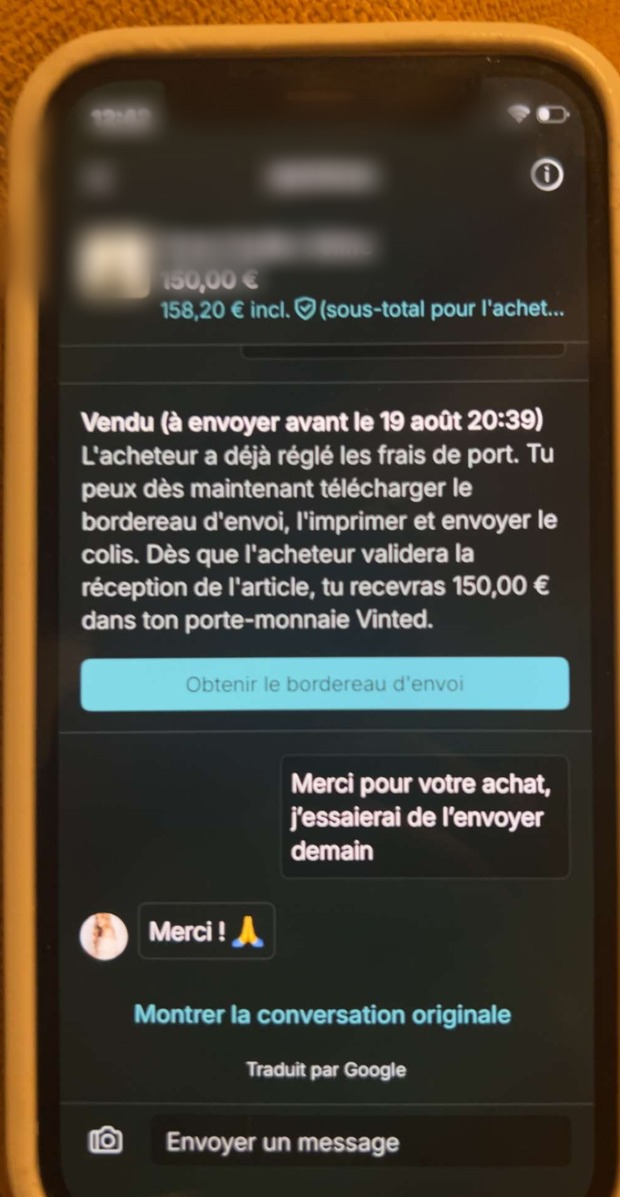 150,00 €
158,20 € incl. (sous-total pour l'achet...
Vendu (à envoyer avant le 19 août 20:39)
L'acheteur a déjà réglé les frais de port. Tu
peux dès maintenant télécharger le
bordereau d'envoi, l'imprimer et envoyer le
colis. Dès que l'acheteur validera la
réception de l'article, tu recevras 150,00 €
dans ton porte-monnaie Vinted.
Obtenir le bordereau d'envoi
Merci pour votre achat,
j'essaierai de l'envoyer
demain
Merci ! 🙏
Montrer la conversation originale
Traduit par Google
Envoyer un message